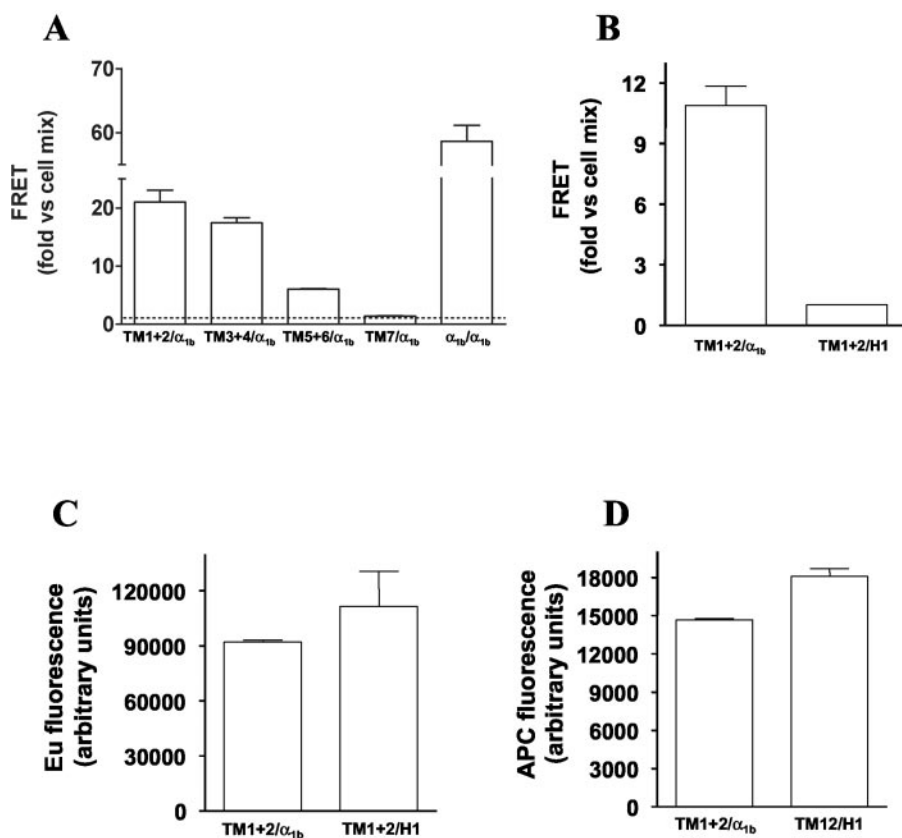 A
FRET
(fold vs cell mix)
70
60
20
10
0
TM1+2/α1b
TM3+4/α1b
TM5+6/α1b
TM7/α1b
α1b/α1b
B
FRET
(fold vs cell mix)
12
9
6
3
0
TM1+2/α1b
TM1+2/H1
C
Eu fluorescence
(arbitrary units)
120000
90000
60000
30000
0
TM1+2/α1b
TM1+2/H1
D
APC fluorescence
(arbitrary units)
18000
15000
12000
9000
6000
3000
0
TM1+2/α1b
TM12/H1